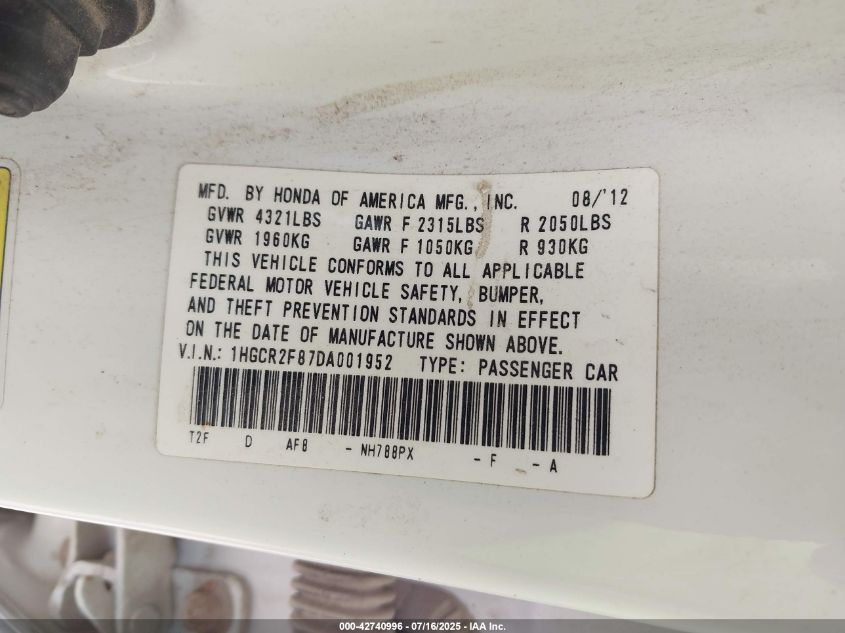 MFD. BY HONDA OF AMERICA MFG., INC. 08/'12
GVWR 4321LBS GAWR F 2315LBS R 2050LBS
GVWR 1960KG GAWR F 1050KG R 930KG
THIS VEHICLE CONFORMS TO ALL APPLICABLE
FEDERAL MOTOR VEHICLE SAFETY, BUMPER,
AND THEFT PREVENTION STANDARDS IN EFFECT
ON THE DATE OF MANUFACTURE SHOWN ABOVE.
V.I.N.: 1HGCR2F87DA001952 TYPE: PASSENGER CAR
T2F D AF8 - NH788PX - F - A
000-42740996 - 07/16/2025 - IAA Inc.